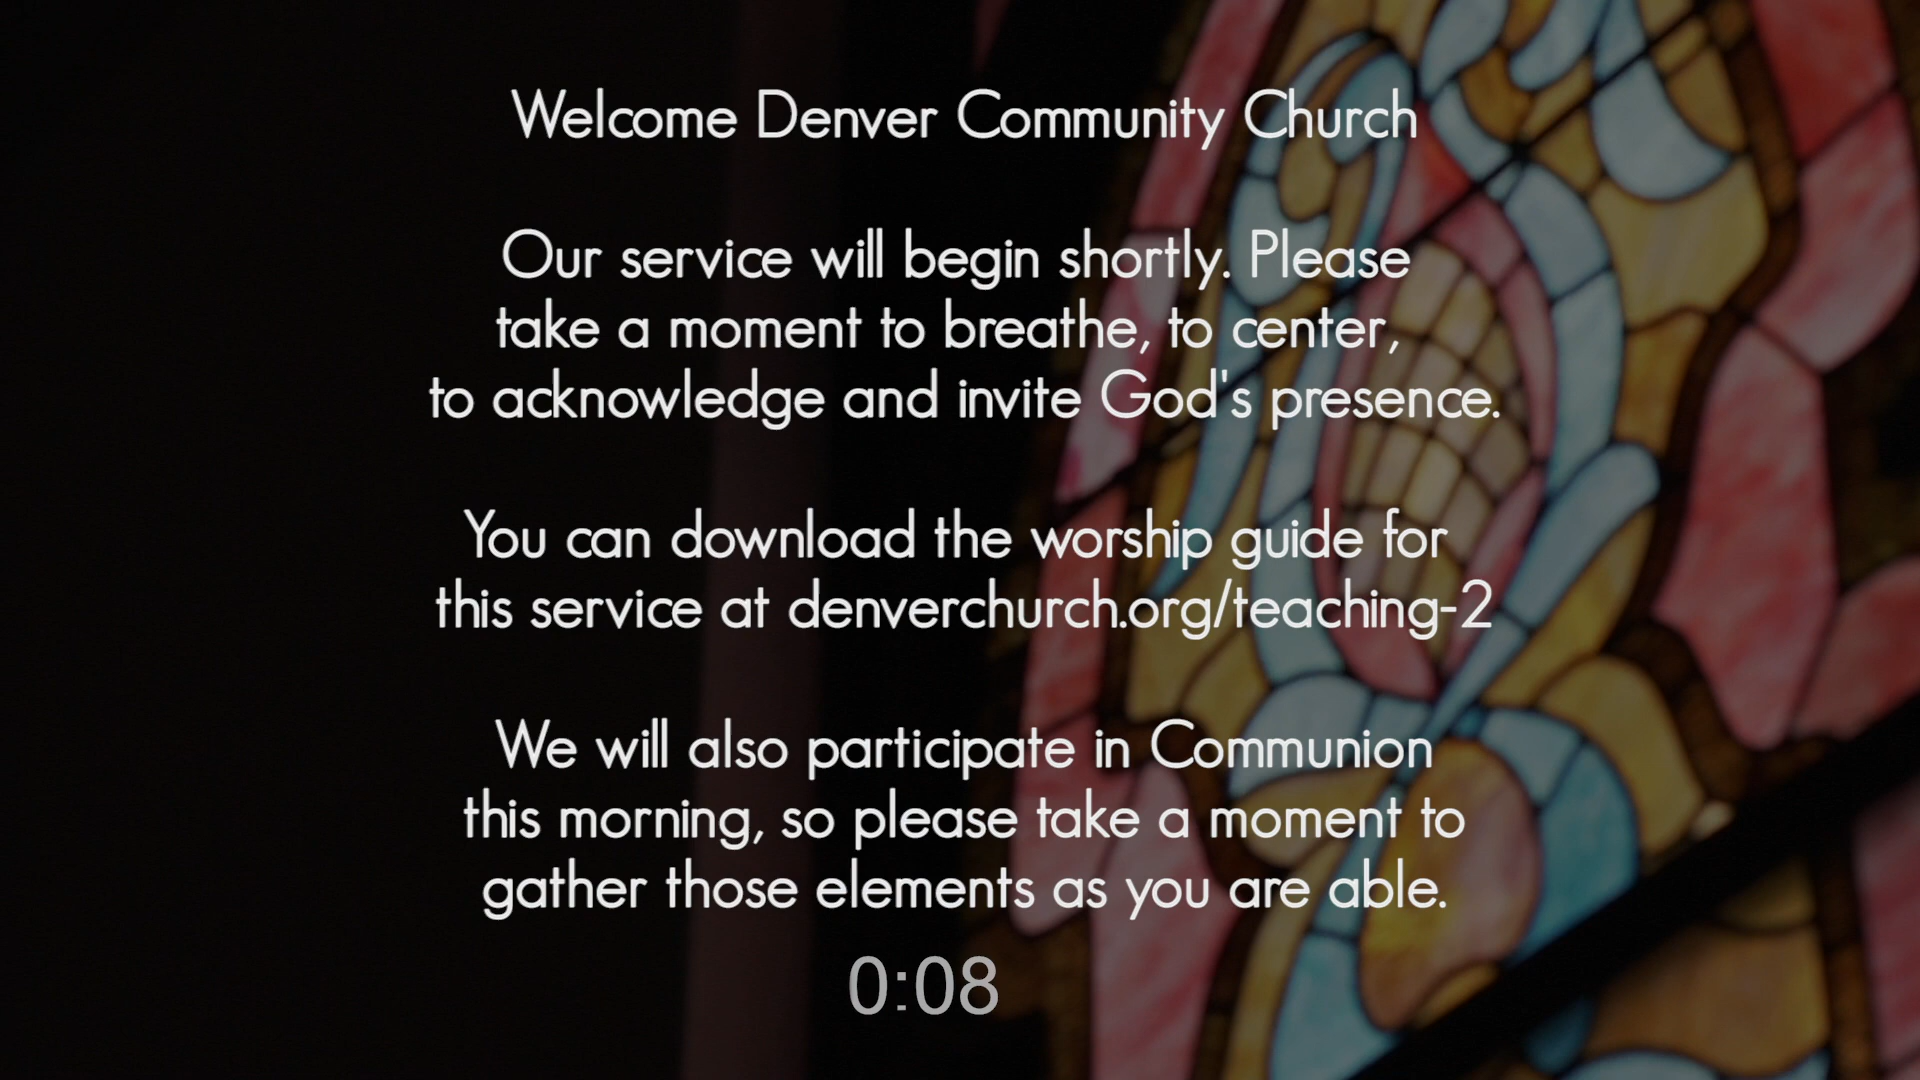 Welcome Denver Community Church
Our service will begin shortly. Please
take a moment to breathe, to center,
to acknowledge and invite God's presence.
You can download the worship guide for
this service at denverchurch.org/teaching-2
We will also participate in Communion
this morning, so please take a moment to
gather those elements as you are able.
0:08